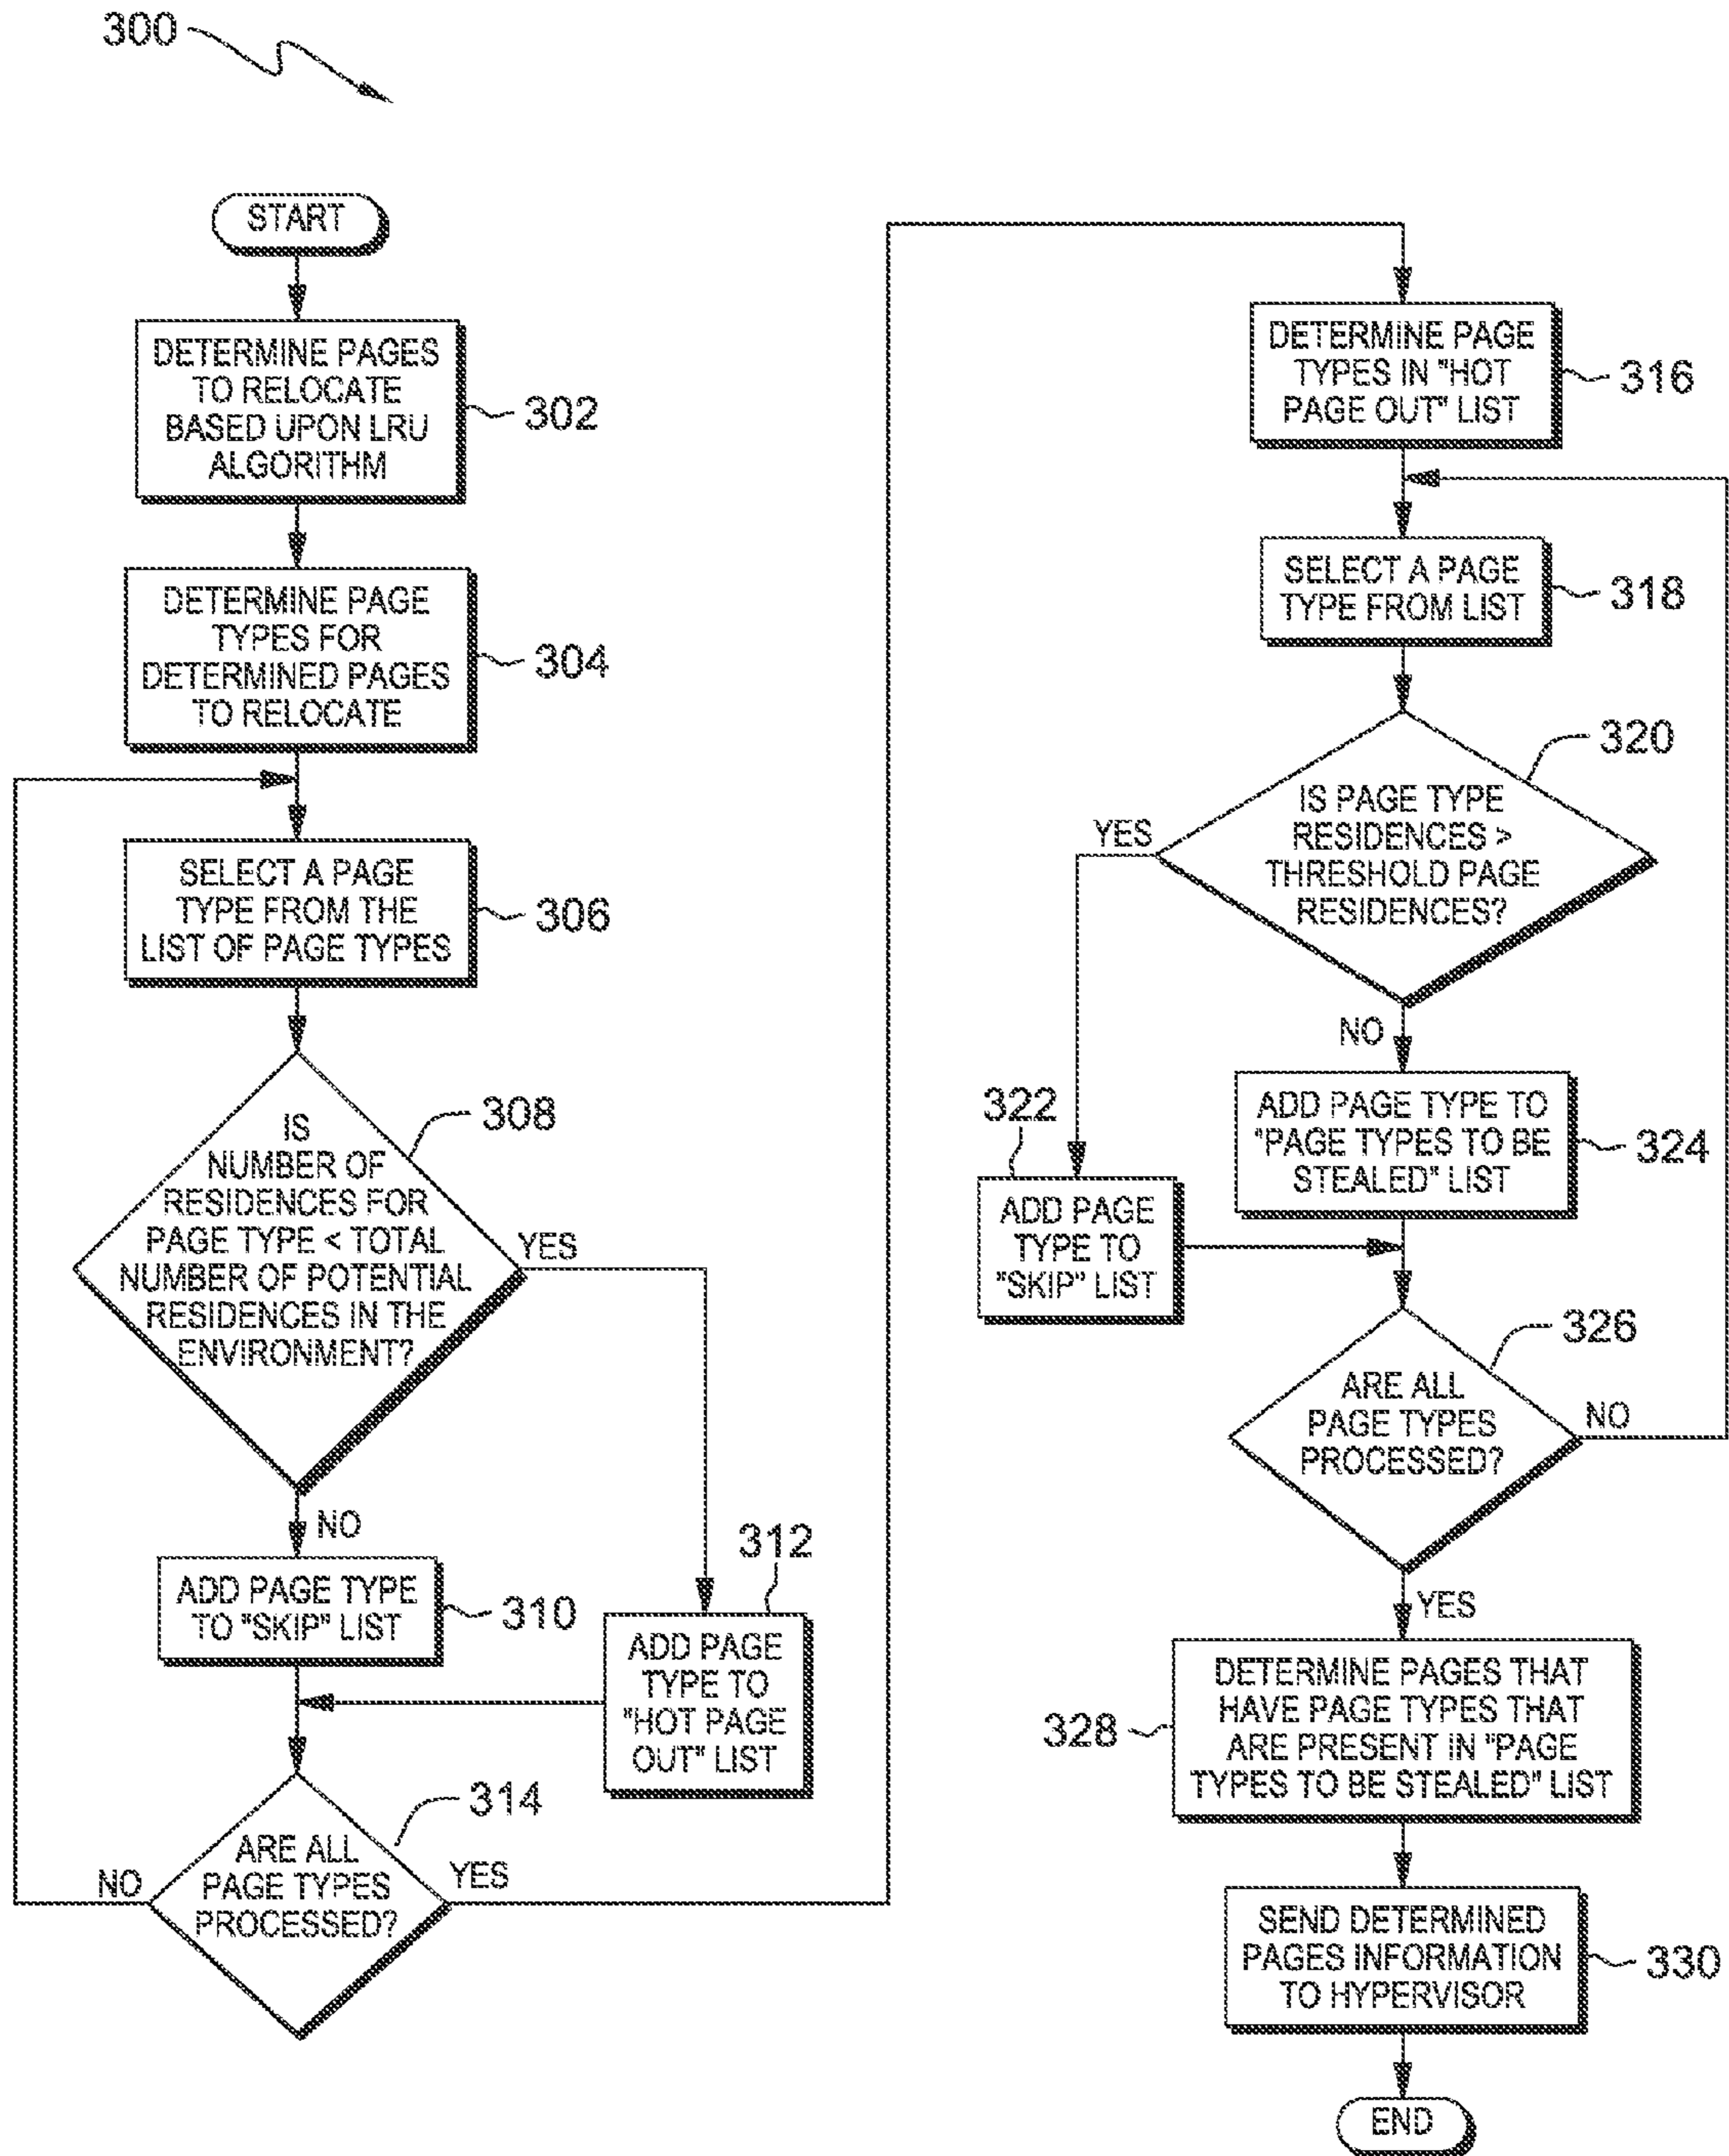 300
START
DETERMINE PAGES
TO RELOCATE
BASED UPON LRU
ALGORITHM
302
DETERMINE PAGE
TYPES FOR
DETERMINED PAGES
TO RELOCATE
304
SELECT A PAGE
TYPE FROM THE
LIST OF PAGE TYPES
306
IS
NUMBER OF
RESIDENCES FOR
PAGE TYPE < TOTAL
NUMBER OF POTENTIAL
RESIDENCES IN THE
ENVIRONMENT?
308
YES
NO
ADD PAGE TYPE
TO "SKIP" LIST
310
312
ADD PAGE
TYPE TO
"HOT PAGE
OUT" LIST
314
ARE ALL
PAGE TYPES
PROCESSED?
NO
YES
DETERMINE PAGE
TYPES IN "HOT
PAGE OUT" LIST
316
SELECT A PAGE
TYPE FROM LIST
318
320
IS PAGE TYPE
RESIDENCES >
THRESHOLD PAGE
RESIDENCES?
YES
NO
322
ADD PAGE
TYPE TO
"SKIP" LIST
ADD PAGE TYPE TO
"PAGE TYPES TO BE
STEALED" LIST
324
326
ARE ALL
PAGE TYPES
PROCESSED?
NO
YES
328
DETERMINE PAGES THAT
HAVE PAGE TYPES THAT
ARE PRESENT IN "PAGE
TYPES TO BE STEALED" LIST
SEND DETERMINED
PAGES INFORMATION
TO HYPERVISOR
330
END